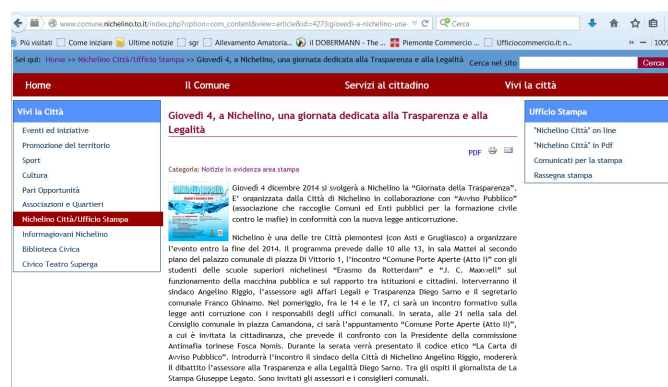 www.comune.nichelino.to.it/index.php?option=com_content&view=article&id=4273:giovedi-a-nichelino-una- Cerca
Più visitati Come iniziare Ultime notizie sgr Allevamento Amatoria... il DOBERMANN - The ... Piemonte Commercio ... Ufficiocommercio.it: n... » − 100%
Sei qui: Home >> Nichelino Città/Ufficio Stampa >> Giovedì 4, a Nichelino, una giornata dedicata alla Trasparenza e alla Legalità Cerca nel sito Cerca
Home Il Comune Servizi al cittadino Vivi la città
Vivi la Città
Eventi ed iniziative
Promozione del territorio
Sport
Cultura
Pari Opportunità
Associazioni e Quartieri
Nichelino Città/Ufficio Stampa
Informagiovani Nichelino
Biblioteca Civica
Civico Teatro Superga
Giovedì 4, a Nichelino, una giornata dedicata alla Trasparenza e alla
Legalità
PDF
Categoria: Notizie in evidenza area stampa
Giovedì 4 dicembre 2014 si svolgerà a Nichelino la "Giornata della Trasparenza".
E' organizzata dalla Città di Nichelino in collaborazione con "Avviso Pubblico"
(associazione che raccoglie Comuni ed Enti pubblici per la formazione civile
contro le mafie) in conformità con la nuova legge anticorruzione.
Nichelino è una delle tre Città piemontesi (con Asti e Grugliasco) a organizzare
l'evento entro la fine del 2014. Il programma prevede dalle 10 alle 13, in sala Mattei al secondo
piano del palazzo comunale di piazza Di Vittorio 1, l'incontro "Comune Porte Aperte (Atto I)" con gli
studenti delle scuole superiori nichelinesi "Erasmo da Rotterdam" e "J. C. Maxwell" sul
funzionamento della macchina pubblica e sul rapporto tra istituzioni e cittadini. Interverranno il
sindaco Angelino Riggio, l'assessore agli Affari Legali e Trasparenza Diego Sarno e il segretario
comunale Franco Ghinamo. Nel pomeriggio, fra le 14 e le 17, ci sarà un incontro formativo sulla
legge anti corruzione con i responsabili degli uffici comunali. In serata, alle 21 nella sala del
Consiglio comunale in piazza Camandona, ci sarà l'appuntamento "Comune Porte Aperte (Atto II)",
a cui è invitata la cittadinanza, che prevede il confronto con la Presidente della commissione
Antimafia torinese Fosca Nomis. Durante la serata verrà presentato il codice etico "La Carta di
Avviso Pubblico". Introdurrà l'incontro il sindaco della Città di Nichelino Angelino Riggio, modererà
il dibattito l'assessore alla Trasparenza e alla Legalità Diego Sarno. Tra gli ospiti il giornalista de La
Stampa Giuseppe Legato. Sono invitati gli assessori e i consiglieri comunali.
Ufficio Stampa
"Nichelino Città" on line
"Nichelino Città" in Pdf
Comunicati per la stampa
Rassegna stampa